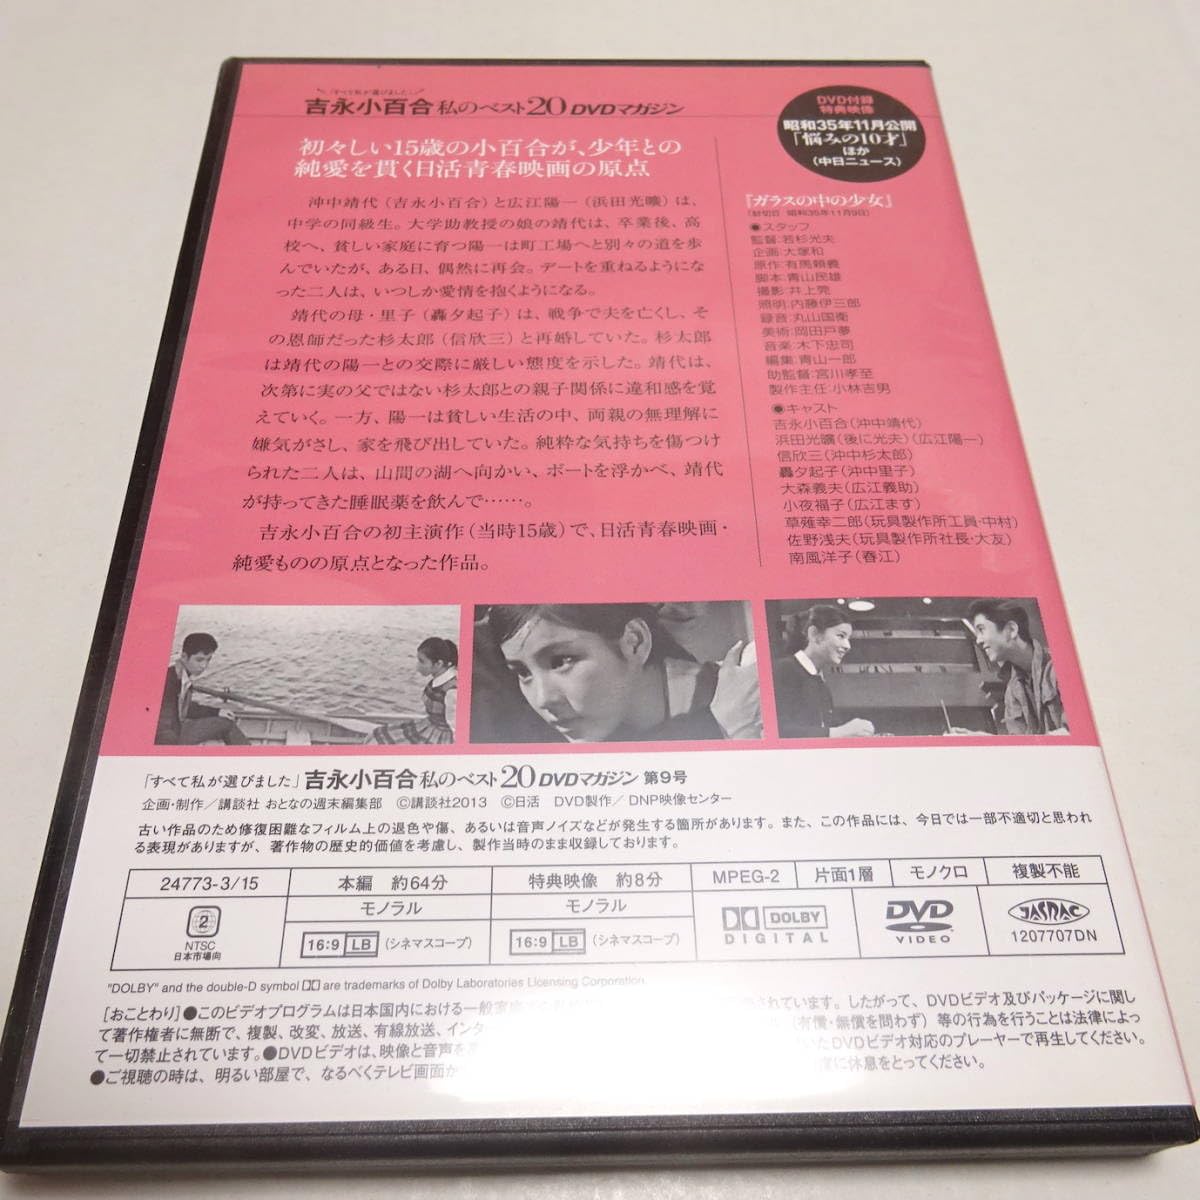 「すべて私が選びました」
吉永小百合 私のベスト20 DVDマガジン
DVD付録
特典映像
昭和35年11月公開
「悩みの10才」
ほか
(中日ニュース)
初々しい15歳の小百合が、少年との
純愛を貫く日活青春映画の原点
沖中靖代(吉永小百合)と広江陽一(浜田光曠)は、
中学の同級生。大学助教授の娘の靖代は、卒業後、高
校へ、貧しい家庭に育つ陽一は町工場へと別々の道を歩
んでいたが、ある日、偶然に再会。デートを重ねるようにな
った二人は、いつしか愛情を抱くようになる。
靖代の母・里子(轟夕起子)は、戦争で夫を亡くし、そ
の恩師だった杉太郎(信欣三)と再婚していた。杉太郎
は靖代の陽一との交際に厳しい態度を示した。靖代は、
次第に実の父ではない杉太郎との親子関係に違和感を覚
えていく。一方、陽一は貧しい生活の中、両親の無理解に
嫌気がさし、家を飛び出していた。純粋な気持ちを傷つけ
られた二人は、山間の湖へ向かい、ボートを浮かべ、靖代
が持ってきた睡眠薬を飲んで……。
吉永小百合の初主演作(当時15歳)で、日活青春映画・
純愛ものの原点となった作品。
『ガラスの中の少女』
(封切日 昭和35年11月9日)
●スタッフ
監督:若杉光夫
企画:大塚和
原作:有馬頼義
脚本:青山民雄
撮影:井上莞
照明:内藤伊三郎
録音:丸山国衛
美術:岡田戸夢
音楽:木下忠司
編集:青山一郎
助監督:宮川孝至
製作主任:小林吉男
●キャスト
吉永小百合(沖中靖代)
浜田光曠(後に光夫)(広江陽一)
信欣三(沖中杉太郎)
轟夕起子(沖中里子)
大森義夫(広江義助)
小夜福子(広江ます)
草薙幸二郎(玩具製作所工員・中村)
佐野浅夫(玩具製作所社長・大友)
南風洋子(春江)
「すべて私が選びました」吉永小百合 私のベスト20 DVDマガジン 第9号
企画・制作/講談社 おとなの週末編集部 ©講談社2013 ©日活 DVD製作/DNP映像センター
古い作品のため修復困難なフィルム上の退色や傷、あるいは音声ノイズなどが発生する箇所があります。また、この作品には、今日では一部不適切と思われ
る表現がありますが、著作物の歴史的価値を考慮し、製作当時のまま収録しております。
24773-3/15 本編 約64分 特典映像 約8分 MPEG-2 片面1層 モノクロ 複製不能
モノラル モノラル
2 NTSC 日本市場向
16:9 LB (シネマスコープ) 16:9 LB (シネマスコープ)
DOLBY DIGITAL
DVD VIDEO
JASRAC
1207707DN
"DOLBY" and the double-D symbol are trademarks of Dolby Laboratories Licensing Corporation.
[おことわり]●このビデオプログラムは日本国内における一般家庭 されています。したがって、DVDビデオ及びパッケージに関し
て著作権者に無断で、複製、改変、放送、有線放送、インタ (有償・無償を問わず)等の行為を行うことは法律によっ
て一切禁止されています。●DVDビデオは、映像と音声を いたDVDビデオ対応のプレーヤーで再生してください。
●ご視聴の時は、明るい部屋で、なるべくテレビ画面か に休息をとってください。